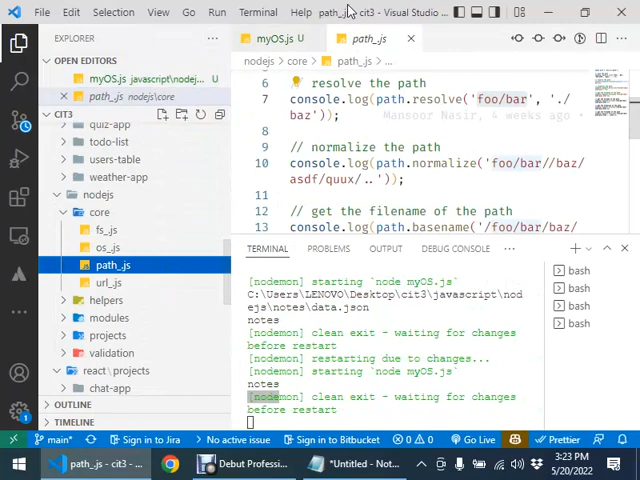 File Edit Selection View Go Run Terminal Help path_js - cit3 - Visual Studio ...
EXPLORER
OPEN EDITORS
myOS.js javascript\nodej... U
path_js nodejs\core
CIT3
quiz-app
todo-list
users-table
weather-app
nodejs
core
fs_js
os_js
path_js
url_js
helpers
modules
projects
validation
react\projects
chat-app
OUTLINE
TIMELINE
myOS.js U
path_js
nodejs > core > path_js > ...
6 resolve the path
7 console.log(path.resolve('foo/bar', './
baz')); Mansoor Nasir, 4 weeks ago •
8
9 // normalize the path
10 console.log(path.normalize('foo/bar//baz/
asdf/quux/..'));
11
12 // get the filename of the path
13 console.log(path.basename('/foo/bar/baz/
TERMINAL PROBLEMS OUTPUT DEBUG CONSOLE
[nodemon] starting `node myOS.js`
C:\Users\LENOVO\Desktop\cit3\javascript\nod
ejs\notes\data.json
notes
[nodemon] clean exit - waiting for changes
before restart
[nodemon] restarting due to changes...
[nodemon] starting `node myOS.js`
notes
[nodemon] clean exit - waiting for changes
before restart
bash
bash
bash
bash
main* Sign in to Jira No active issue Sign in to Bitbucket 0 0 Go Live Prettier
path_js - cit3 - Vis... Debut Professi... *Untitled - Not... 3:23 PM
5/20/2022